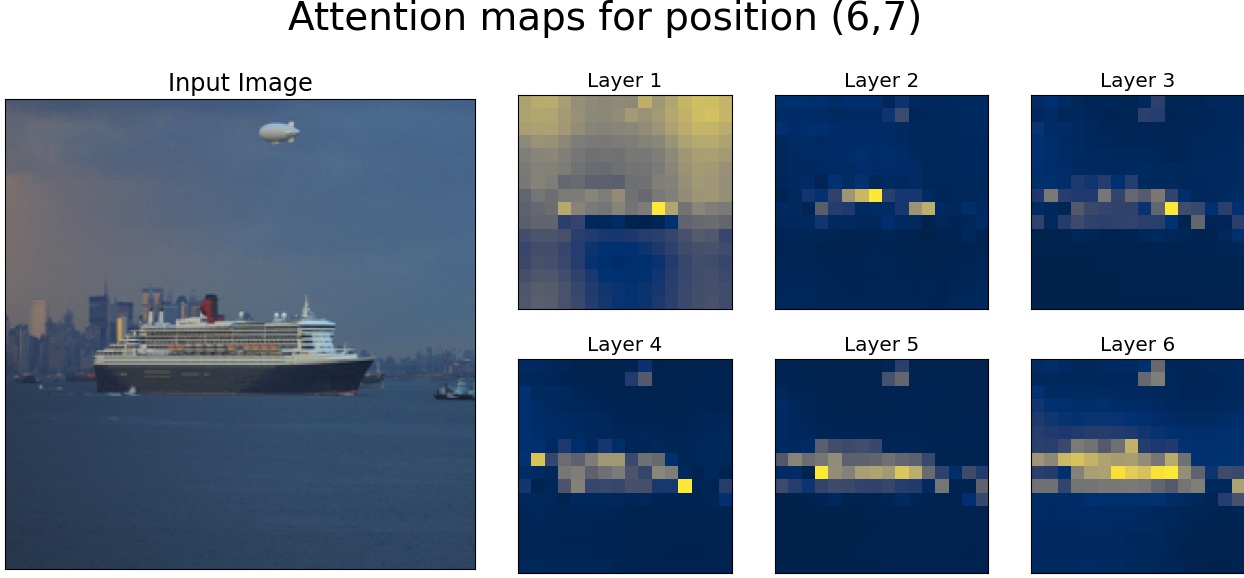 Attention maps for position (6,7)
Input Image
Layer 1
Layer 2
Layer 3
Layer 4
Layer 5
Layer 6